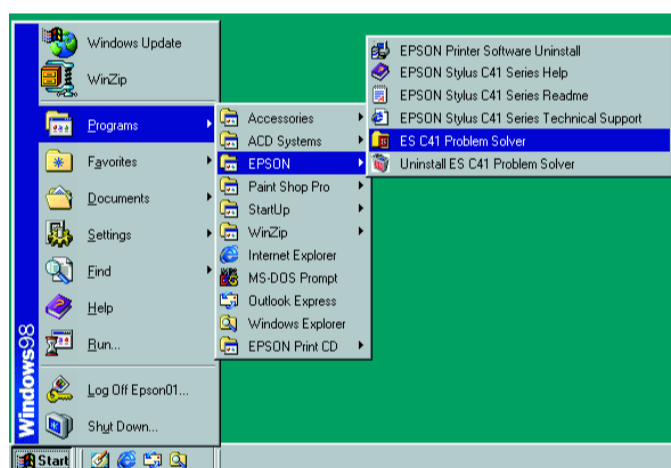 Windows Update
WinZip
Programs
Favorites
Documents
Settings
Find
Help
Run...
Log Off Epson01...
Shut Down...
Windows98
Start
Accessories
ACD Systems
EPSON
Paint Shop Pro
StartUp
WinZip
Internet Explorer
MS-DOS Prompt
Outlook Express
Windows Explorer
EPSON Print CD
EPSON Printer Software Uninstall
EPSON Stylus C41 Series Help
EPSON Stylus C41 Series Readme
EPSON Stylus C41 Series Technical Support
ES C41 Problem Solver
Uninstall ES C41 Problem Solver